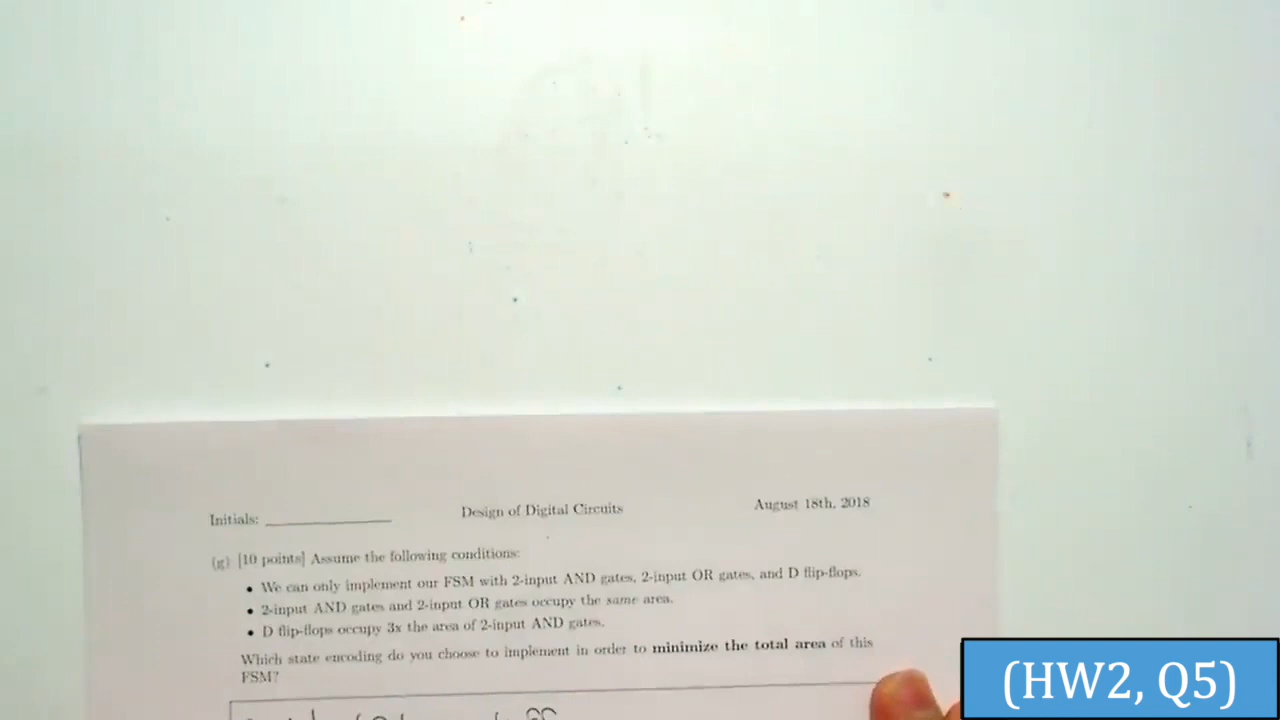 Initials: Design of Digital Circuits August 18th, 2018
(g) [10 points] Assume the following conditions:
• We can only implement our FSM with 2-input AND gates, 2-input OR gates, and D flip-flops.
• 2-input AND gates and 2-input OR gates occupy the same area.
• D flip-flops occupy 3x the area of 2-input AND gates.
Which state encoding do you choose to implement in order to minimize the total area of this
FSM?
(HW2, Q5)